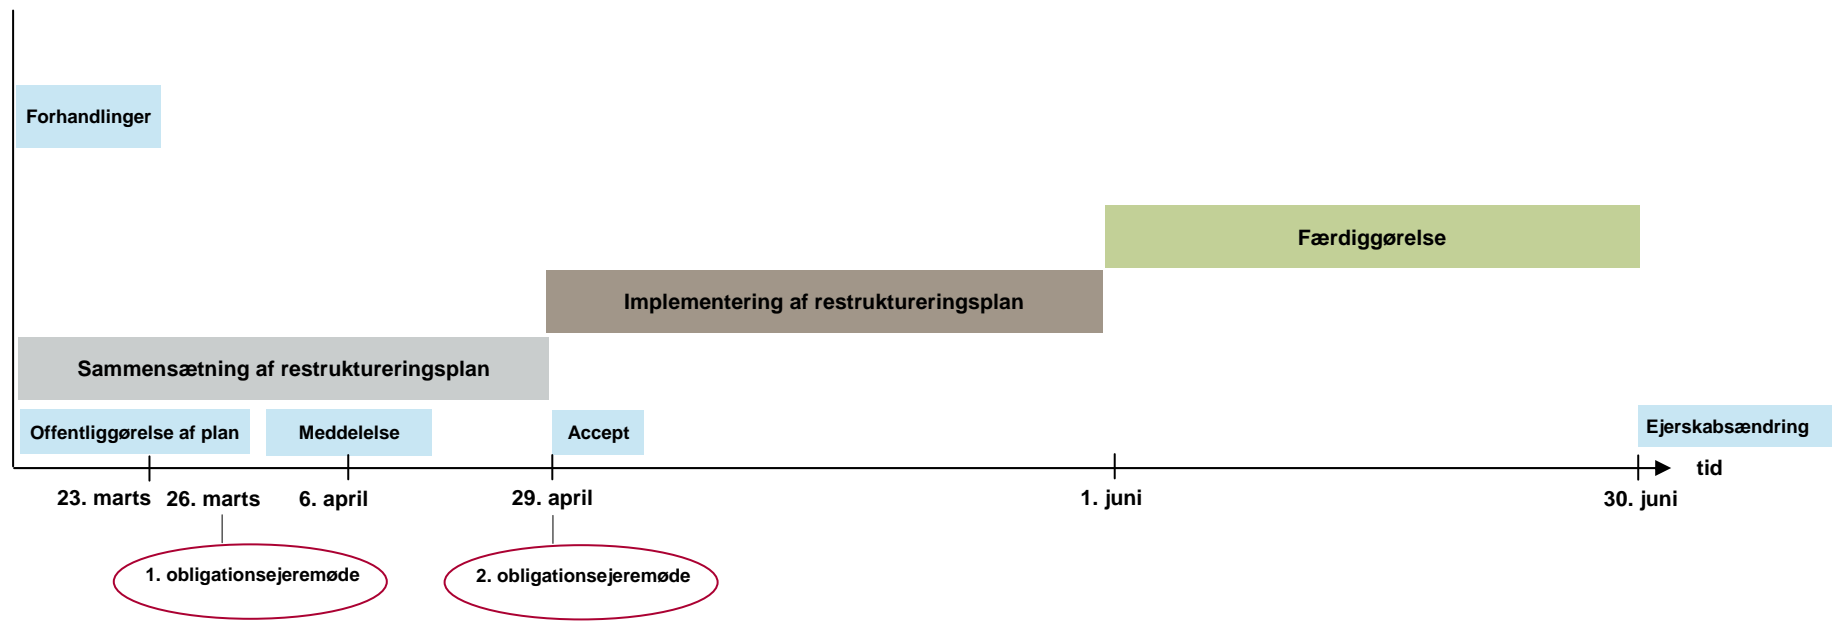 Forhandlinger
Færdiggørelse
Implementering af restruktureringsplan
Sammensætning af restruktureringsplan
Offentliggørelse af plan
Meddelelse
Accept
Ejerskabsændring
tid
23. marts
26. marts
6. april
29. april
1. juni
30. juni
1. obligationsejeremøde
2. obligationsejeremøde